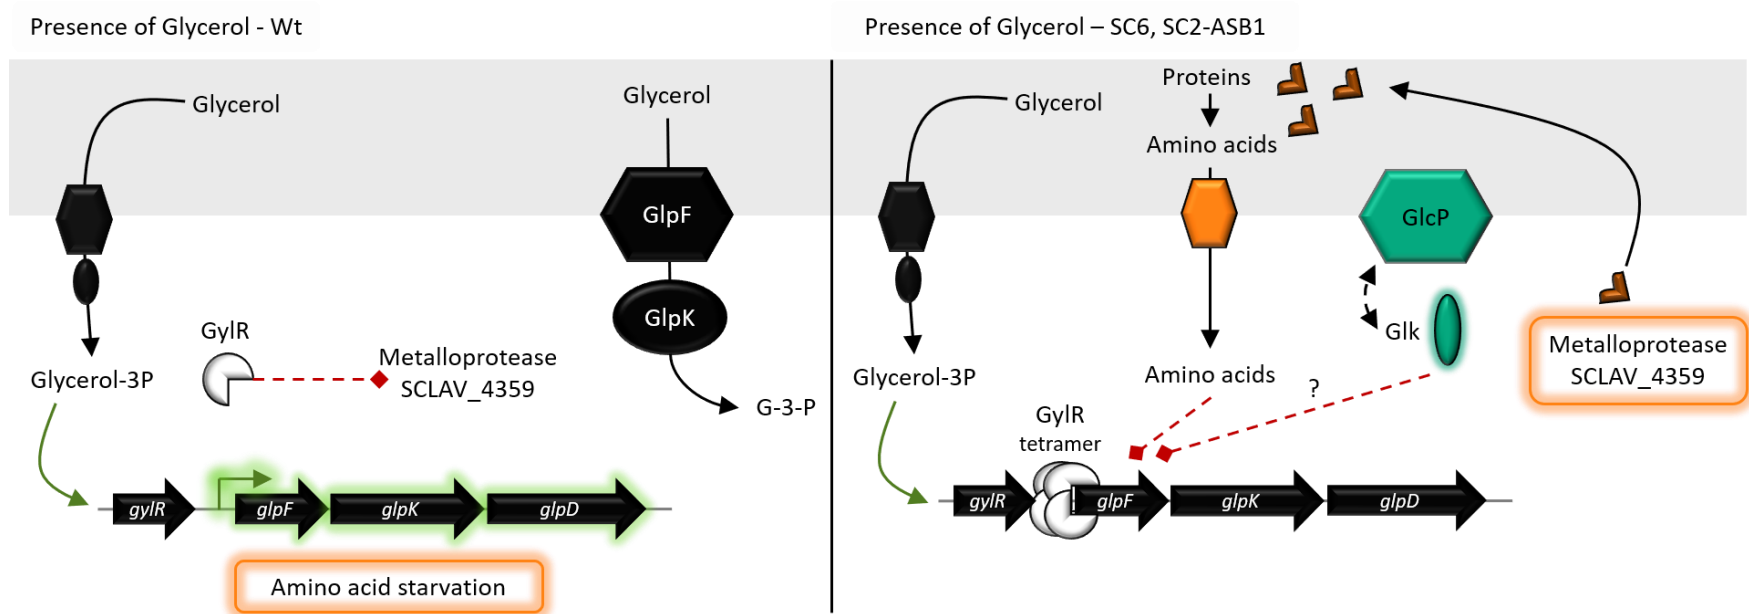 Presence of Glycerol - Wt
Glycerol
Glycerol
GlpF
GlpK
GylR
Metalloprotease
SCLAV_4359
Glycerol-3P
G-3-P
gylR
glpF
glpK
glpD
Amino acid starvation
Presence of Glycerol – SC6, SC2-ASB1
Proteins
Glycerol
Amino acids
GlcP
Glk
Metalloprotease
SCLAV_4359
Glycerol-3P
Amino acids
?
GylR
tetramer
gylR
!
glpF
glpK
glpD